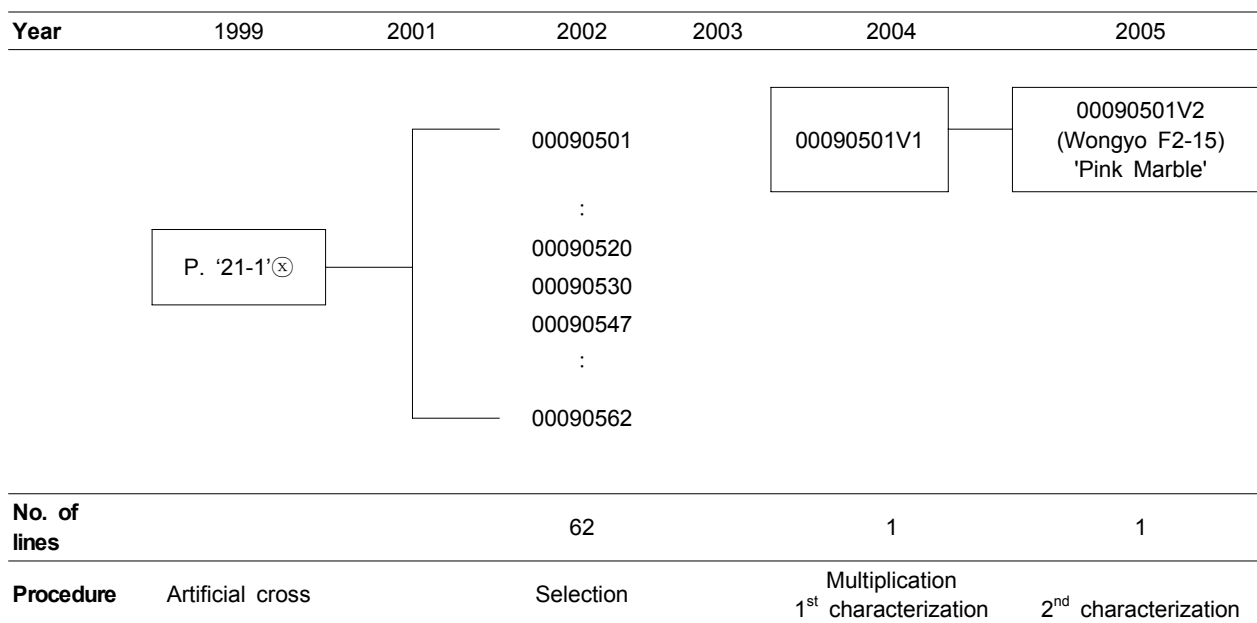 Year 1999 2001 2002 2003 2004 2005
00090501
00090501V1
00090501V2
(Wongyo F2-15)
'Pink Marble'
:
P. ‘21-1’ⓧ
00090520
00090530
00090547
:
00090562
No. of
lines
62 1 1
Procedure Artificial cross Selection
Multiplication
1st characterization
2nd characterization